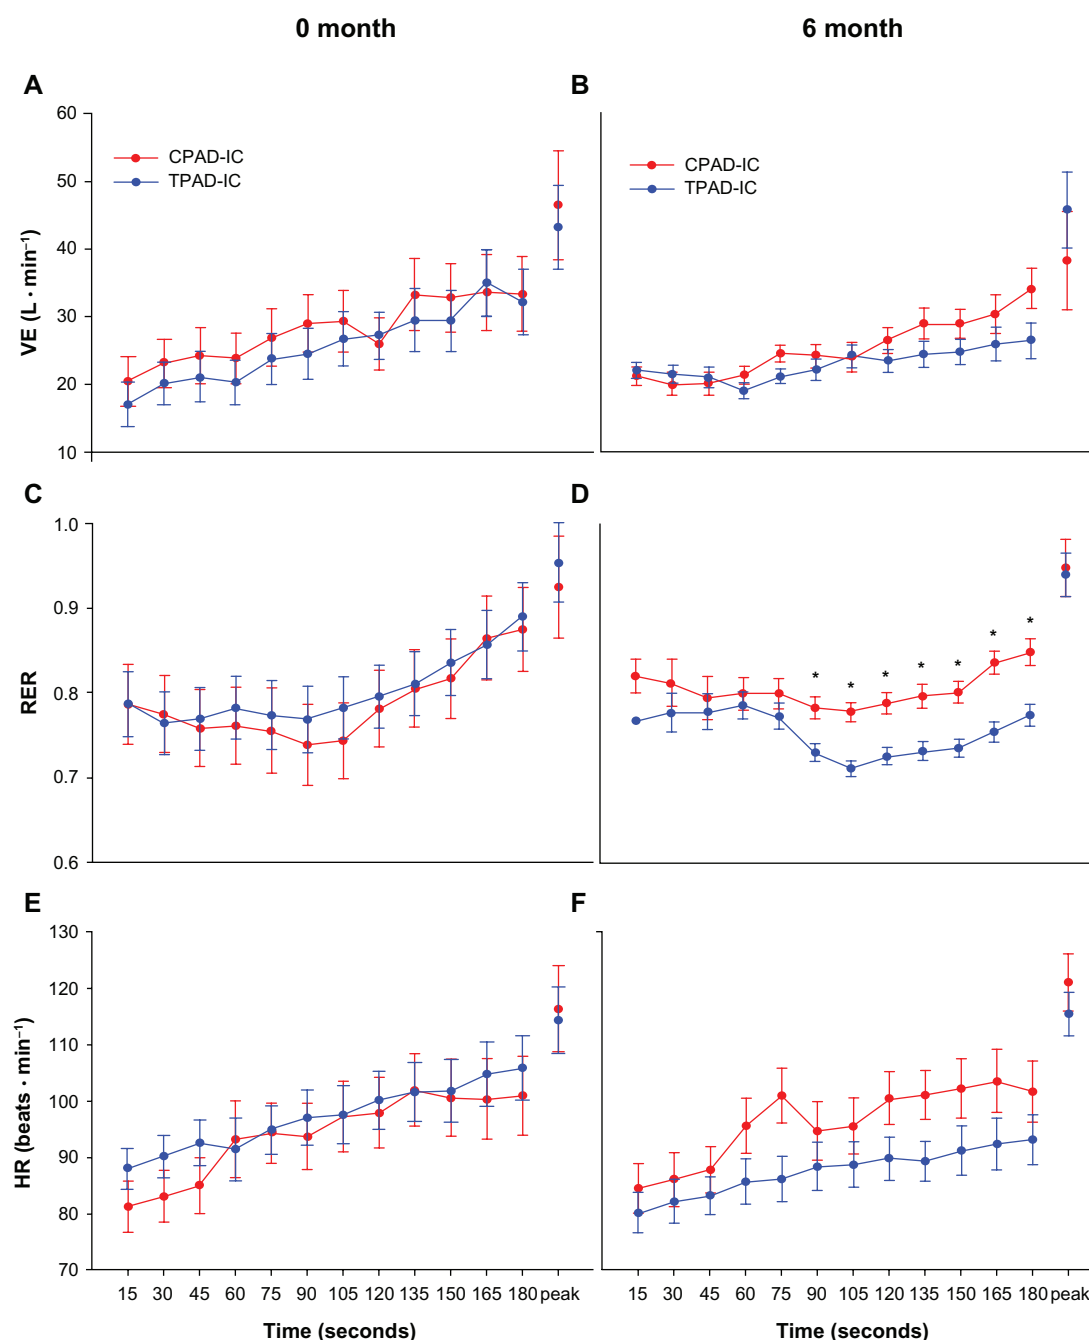 0 month
6 month
A
B
60
50
40
30
20
10
VE (L · min⁻¹)
CPAD-IC
TPAD-IC
CPAD-IC
TPAD-IC
C
D
1.0
0.9
0.8
0.7
0.6
RER
* * * * * * *
E
F
130
120
110
100
90
80
70
HR (beats · min⁻¹)
15 30 45 60 75 90 105 120 135 150 165 180 peak
15 30 45 60 75 90 105 120 135 150 165 180 peak
Time (seconds)
Time (seconds)